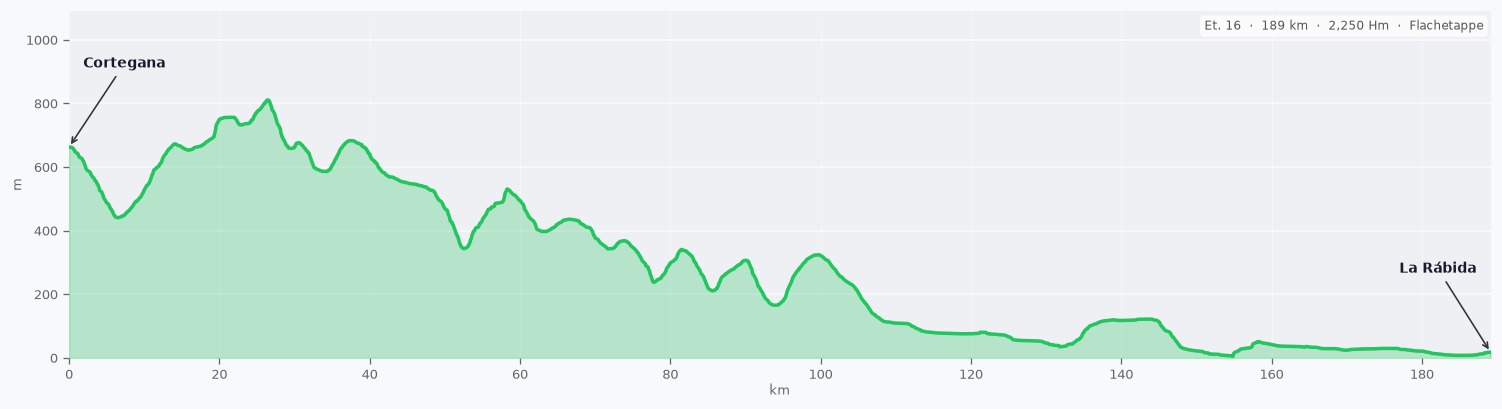 Et. 16 · 189 km · 2,250 Hm · Flachetappe
1000
Cortegana
800
600
m
400
La Rábida
200
0
0 20 40 60 80 100 120 140 160 180
km